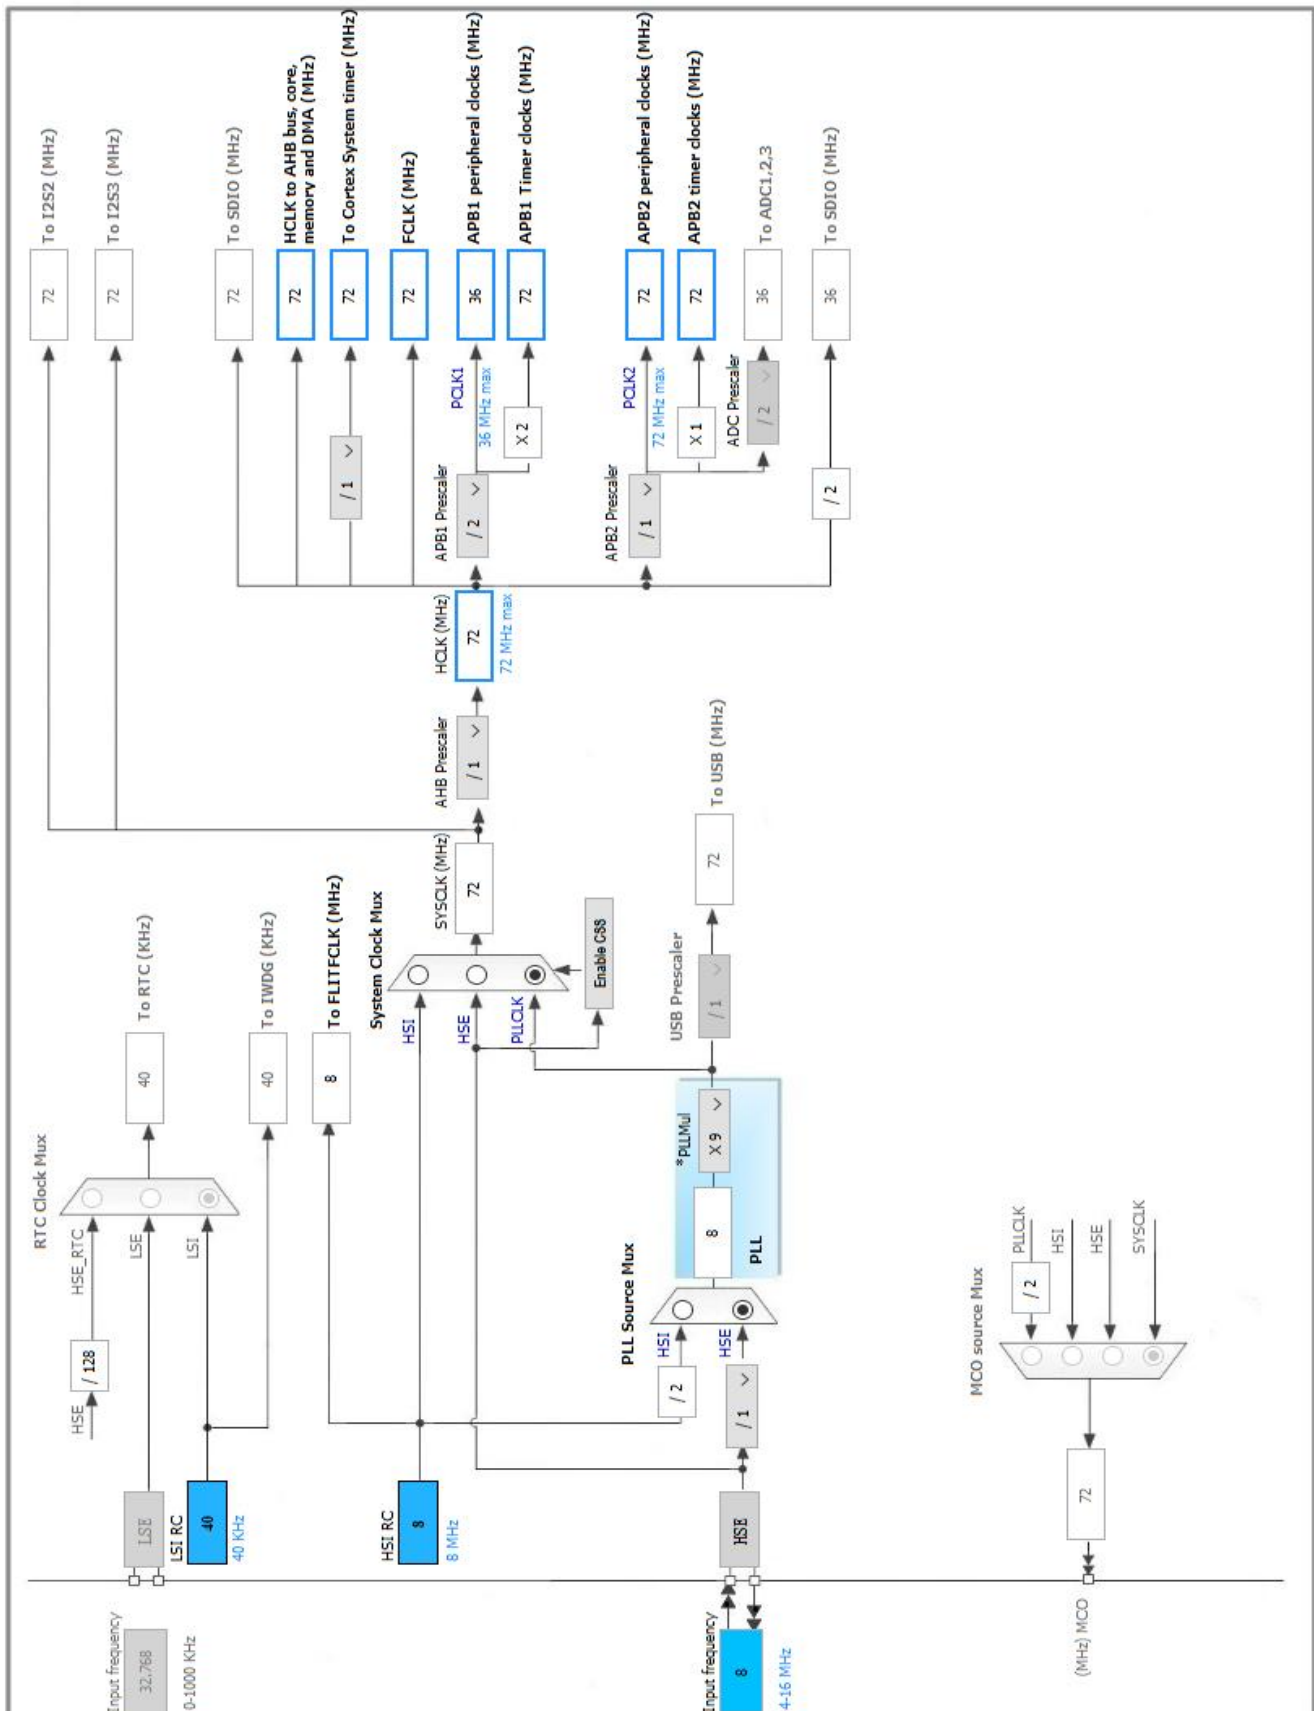 Input frequency
32.768
0-1000 KHz
LSE
LSI RC
40
40 KHz
HSE
/ 128
HSE_RTC
LSE
LSI
RTC Clock Mux
40
To RTC (KHz)
40
To IWDG (KHz)
HSI RC
8
8 MHz
8
To FLITFCLK (MHz)
Input frequency
8
4-16 MHz
HSE
/ 2
/ 1
HSI
HSE
PLL Source Mux
8
PLL
*PLLMul
X 9
USB Prescaler
/ 1
72
To USB (MHz)
System Clock Mux
HSI
HSE
PLLCLK
Enable CSS
SYSCLK (MHz)
72
AHB Prescaler
/ 1
HCLK (MHz)
72
72 MHz max
72
To I2S2 (MHz)
72
To I2S3 (MHz)
72
To SDIO (MHz)
72
HCLK to AHB bus, core,
memory and DMA (MHz)
/ 1
72
To Cortex System timer (MHz)
72
FCLK (MHz)
APB1 Prescaler
/ 2
PCLK1
36 MHz max
36
APB1 peripheral clocks (MHz)
X 2
72
APB1 Timer clocks (MHz)
APB2 Prescaler
/ 1
PCLK2
72 MHz max
72
APB2 peripheral clocks (MHz)
X 1
72
APB2 timer clocks (MHz)
ADC Prescaler
/ 2
36
To ADC1,2,3
/ 2
36
To SDIO (MHz)
(MHz) MCO
72
MCO source Mux
/ 2
PLLCLK
HSI
HSE
SYSCLK